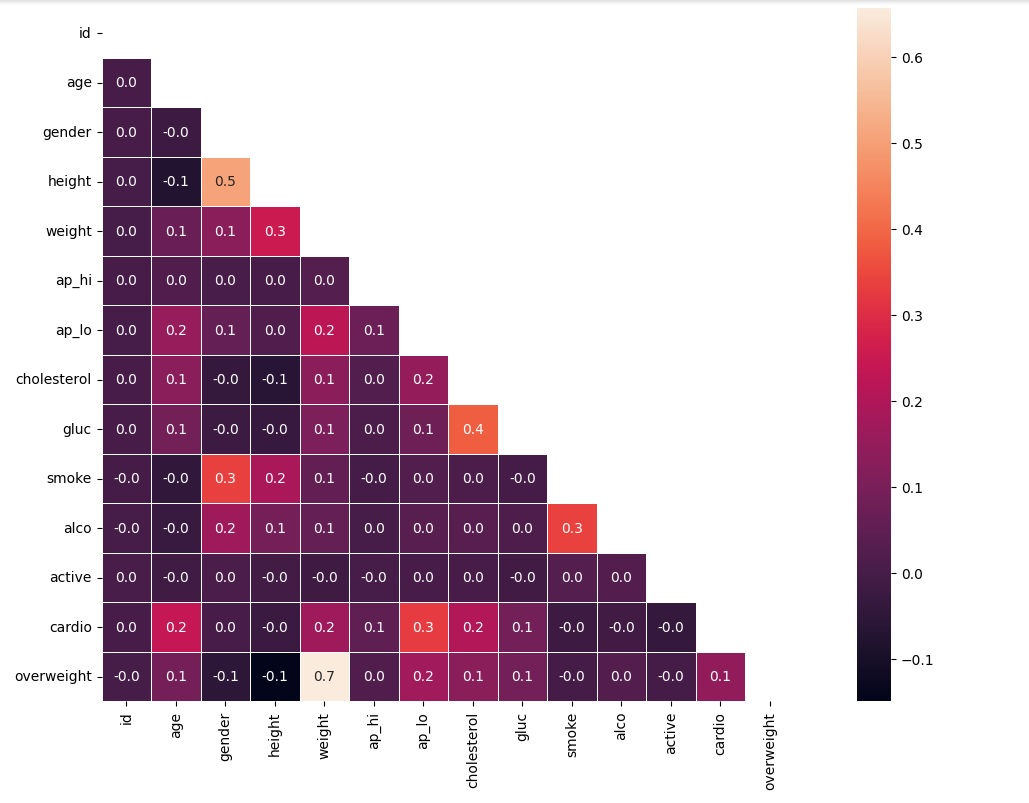 id
age 0.0
gender 0.0 -0.0
height 0.0 -0.1 0.5
weight 0.0 0.1 0.1 0.3
ap_hi 0.0 0.0 0.0 0.0 0.0
ap_lo 0.0 0.2 0.1 0.0 0.2 0.1
cholesterol 0.0 0.1 -0.0 -0.1 0.1 0.0 0.2
gluc 0.0 0.1 -0.0 -0.0 0.1 0.0 0.1 0.4
smoke -0.0 -0.0 0.3 0.2 0.1 -0.0 0.0 0.0 -0.0
alco -0.0 -0.0 0.2 0.1 0.1 0.0 0.0 0.0 0.0 0.3
active 0.0 -0.0 0.0 -0.0 -0.0 -0.0 0.0 0.0 -0.0 0.0 0.0
cardio 0.0 0.2 0.0 -0.0 0.2 0.1 0.3 0.2 0.1 -0.0 -0.0 -0.0
overweight -0.0 0.1 -0.1 -0.1 0.7 0.0 0.2 0.1 0.1 -0.0 0.0 -0.0 0.1
id age gender height weight ap_hi ap_lo cholesterol gluc smoke alco active cardio overweight
0.6
0.5
0.4
0.3
0.2
0.1
0.0
−0.1